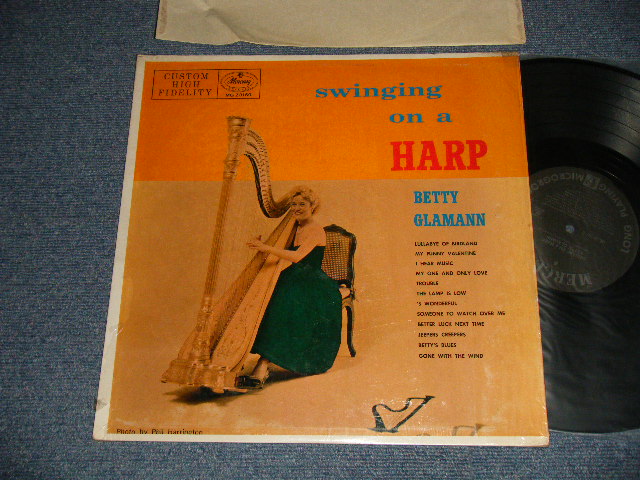 CUSTOM
HIGH
FIDELITY
Mercury
swinging
on a
HARP
BETTY
GLAMANN
LULLABYE OF BIRDLAND
MY FUNNY VALENTINE
I HEAR MUSIC
MY ONE AND ONLY LOVE
TROUBLE
THE LAMP IS LOW
'S WONDERFUL
SOMEONE TO WATCH OVER ME
BETTER LUCK NEXT TIME
JEEPERS CREEPERS
BETTY'S BLUES
GONE WITH THE WIND
Photo by Phil Harrington